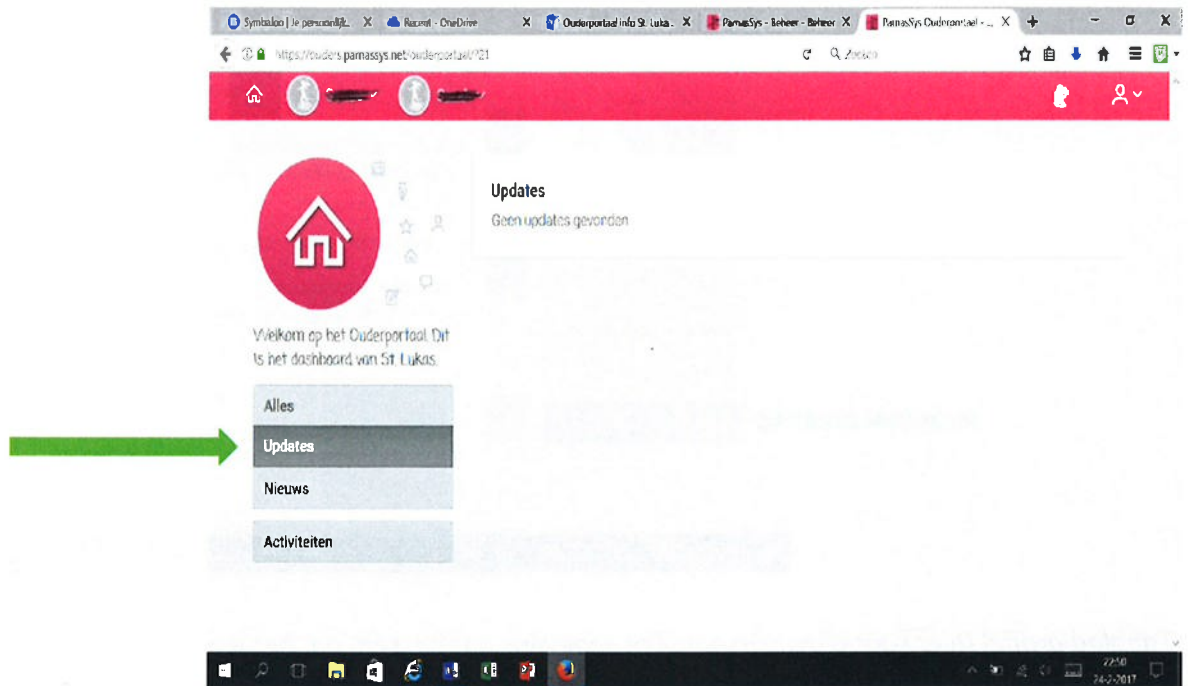 Symbaloo | Je persoonlijk... X Recent - OneDrive X Ouderportaal info St. Luka... X ParnasSys - Beheer - Beheer X ParnasSys Ouderportaal - ... X
https://ouders.parnassys.net/ouderportaal/?21
Zoeken
Updates
Geen updates gevonden
Welkom op het Ouderportaal. Dit
is het dashboard van St. Lukas.
Alles
Updates
Nieuws
Activiteiten
22:50
24-2-2017